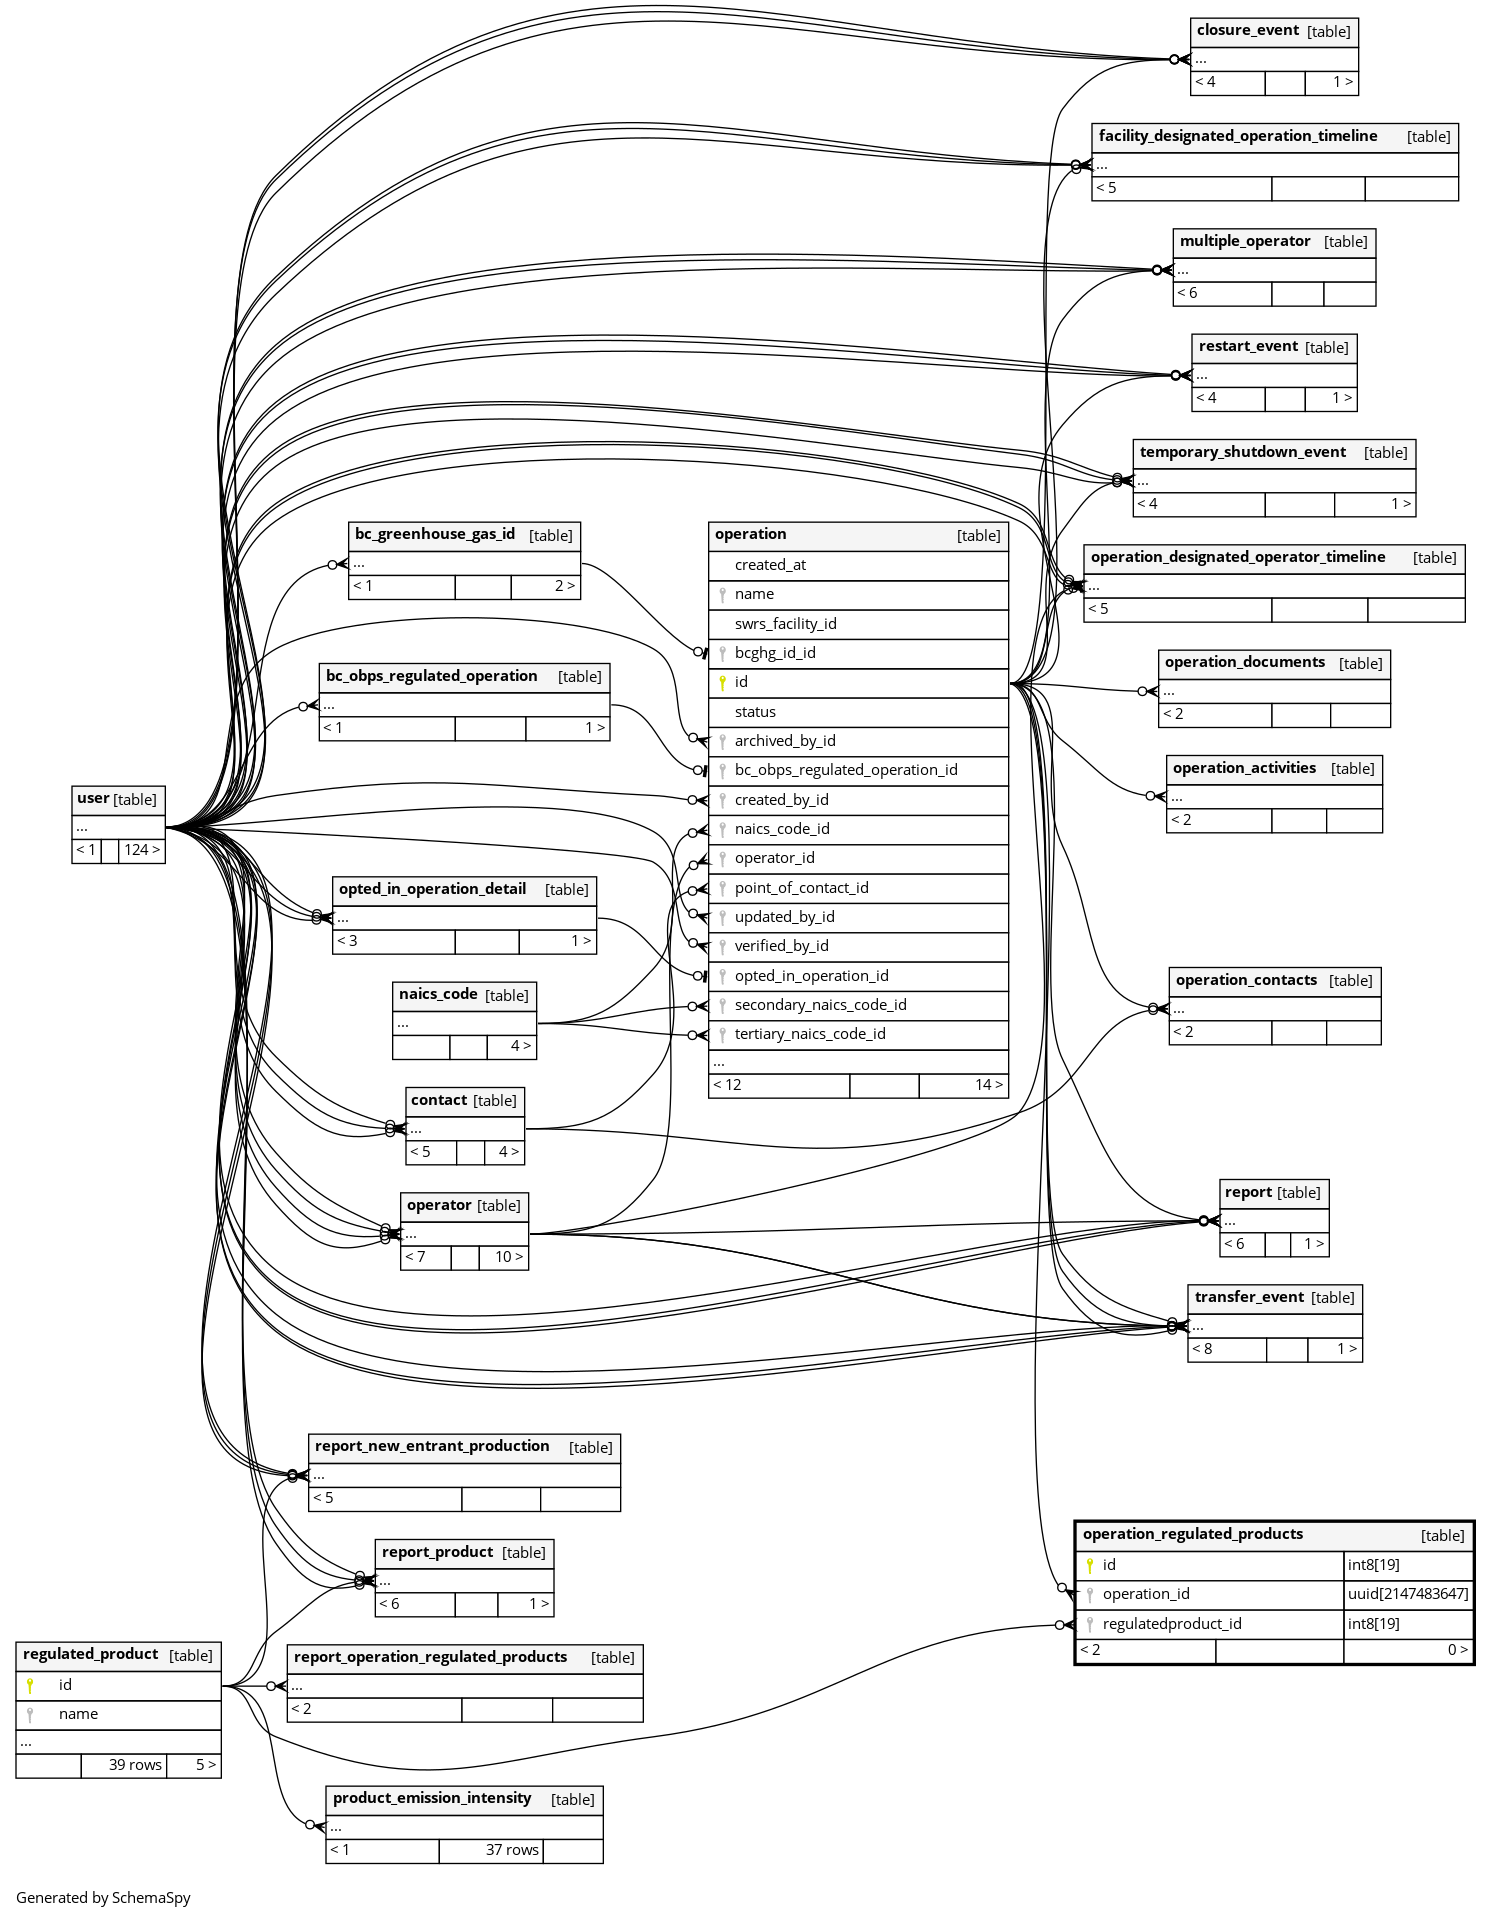 closure_event [table]
...
< 4 1 >
facility_designated_operation_timeline [table]
...
< 5
multiple_operator [table]
...
< 6
restart_event [table]
...
< 4 1 >
temporary_shutdown_event [table]
...
< 4 1 >
bc_greenhouse_gas_id [table]
...
< 1 2 >
operation [table]
created_at
name
swrs_facility_id
bcghg_id_id
id
status
archived_by_id
bc_obps_regulated_operation_id
created_by_id
naics_code_id
operator_id
point_of_contact_id
updated_by_id
verified_by_id
opted_in_operation_id
secondary_naics_code_id
tertiary_naics_code_id
...
< 12 14 >
operation_designated_operator_timeline [table]
...
< 5
bc_obps_regulated_operation [table]
...
< 1 1 >
operation_documents [table]
...
< 2
operation_activities [table]
...
< 2
user [table]
...
< 1 124 >
opted_in_operation_detail [table]
...
< 3 1 >
naics_code [table]
...
4 >
operation_contacts [table]
...
< 2
contact [table]
...
< 5 4 >
operator [table]
...
< 7 10 >
report [table]
...
< 6 1 >
transfer_event [table]
...
< 8 1 >
report_new_entrant_production [table]
...
< 5
report_product [table]
...
< 6 1 >
operation_regulated_products [table]
id int8[19]
operation_id uuid[2147483647]
regulatedproduct_id int8[19]
< 2 0 >
regulated_product [table]
id
name
...
39 rows 5 >
report_operation_regulated_products [table]
...
< 2
product_emission_intensity [table]
...
< 1 37 rows
Generated by SchemaSpy